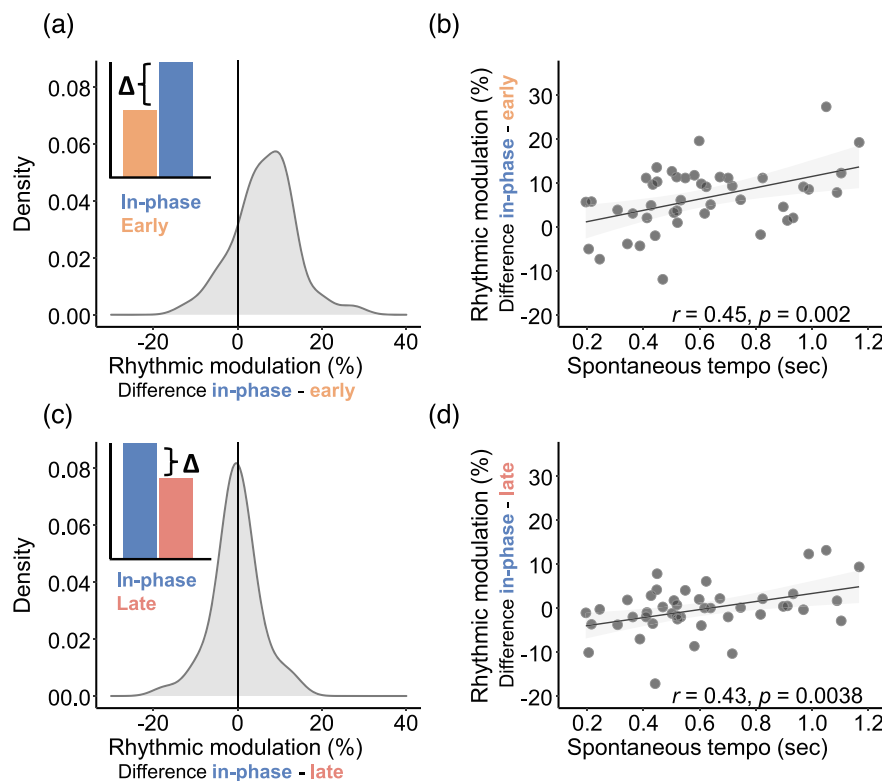 (a)
Density
0.08
0.06
0.04
0.02
0.00
Δ
In-phase
Early
-20
0
20
40
Rhythmic modulation (%)
Difference in-phase - early
(b)
Rhythmic modulation (%)
Difference in-phase - early
30
20
10
0
-10
-20
r = 0.45, p = 0.002
0.2
0.4
0.6
0.8
1.0
1.2
Spontaneous tempo (sec)
(c)
Density
0.08
0.06
0.04
0.02
00.0
Δ
In-phase
Late
-20
0
20
40
Rhythmic modulation (%)
Difference in-phase - late
(d)
Rhythmic modulation (%)
Difference in-phase - late
30
20
10
0
-10
-20
r = 0.43, p = 0.0038
0.2
0.4
0.6
0.8
1.0
1.2
Spontaneous tempo (sec)